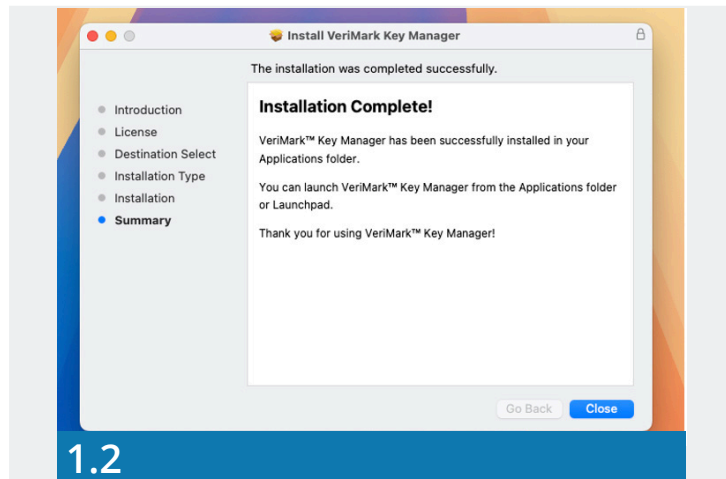 Install VeriMark Key Manager
The installation was completed successfully.
Introduction
License
Destination Select
Installation Type
Installation
Summary
Installation Complete!
VeriMark™ Key Manager has been successfully installed in your
Applications folder.
You can launch VeriMark™ Key Manager from the Applications folder
or Launchpad.
Thank you for using VeriMark™ Key Manager!
Go Back
Close
1.2